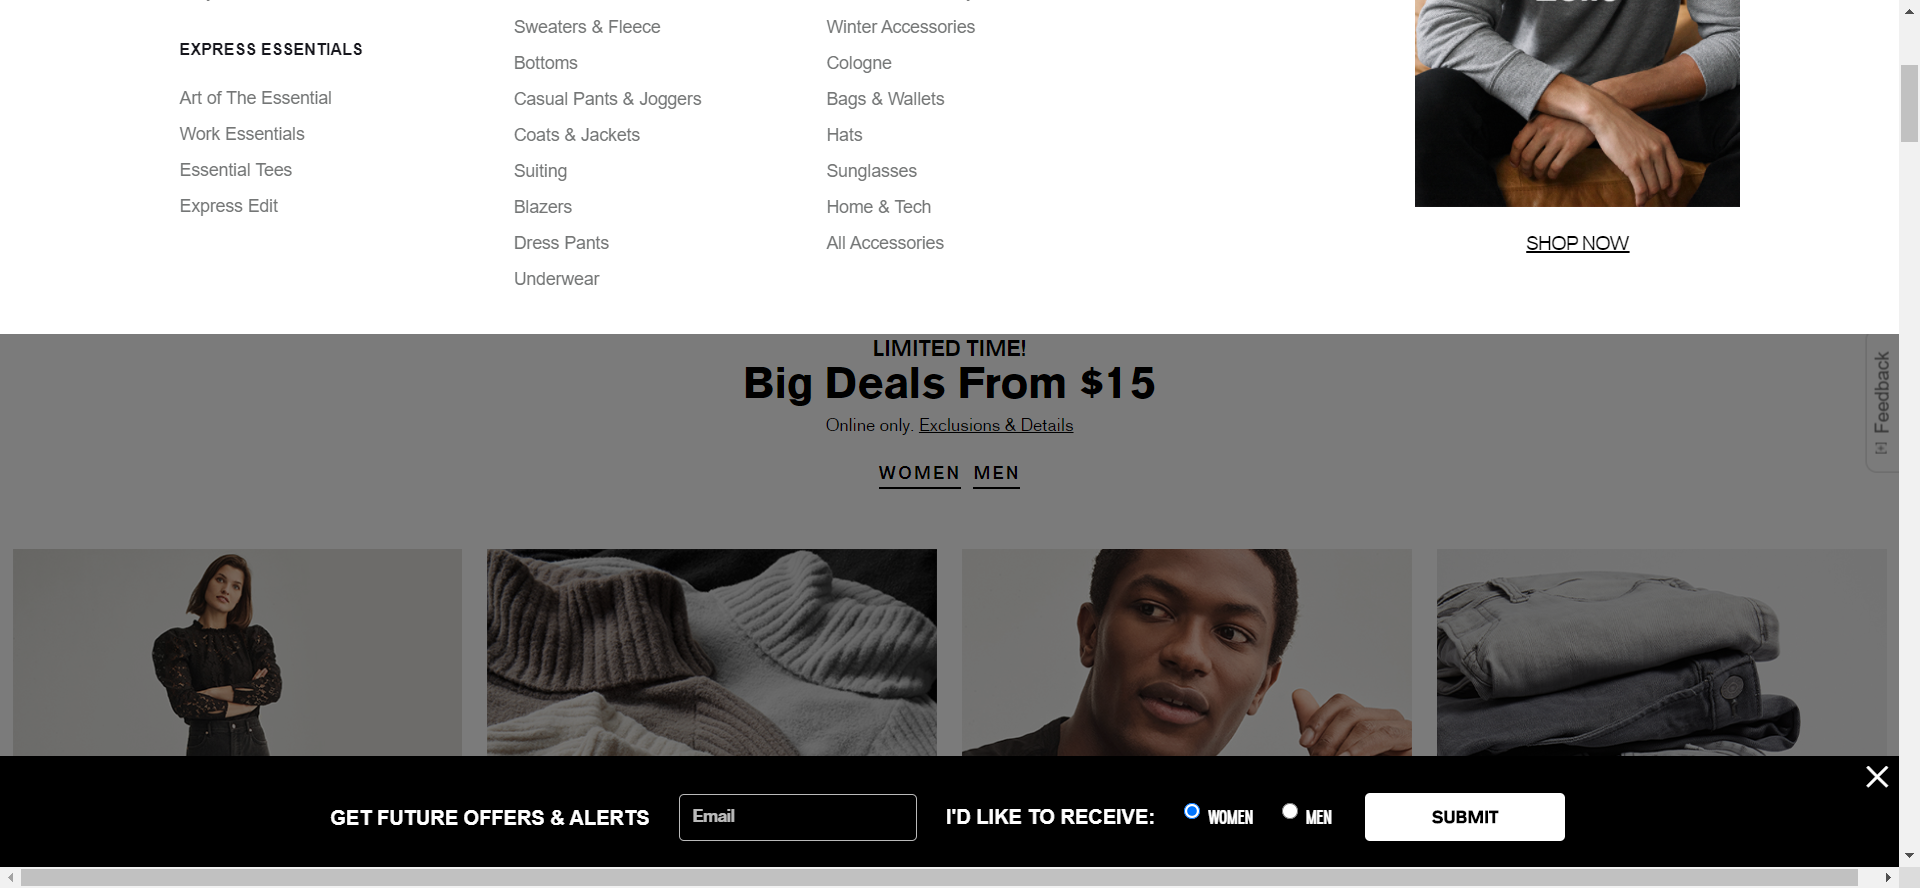 EXPRESS ESSENTIALS
Art of The Essential
Work Essentials
Essential Tees
Express Edit
Sweaters & Fleece
Bottoms
Casual Pants & Joggers
Coats & Jackets
Suiting
Blazers
Dress Pants
Underwear
Winter Accessories
Cologne
Bags & Wallets
Hats
Sunglasses
Home & Tech
All Accessories
SHOP NOW
LIMITED TIME!
Big Deals From $15
Online only. Exclusions & Details
WOMEN MEN
[+] Feedback
GET FUTURE OFFERS & ALERTS
Email
I'D LIKE TO RECEIVE:
WOMEN
MEN
SUBMIT